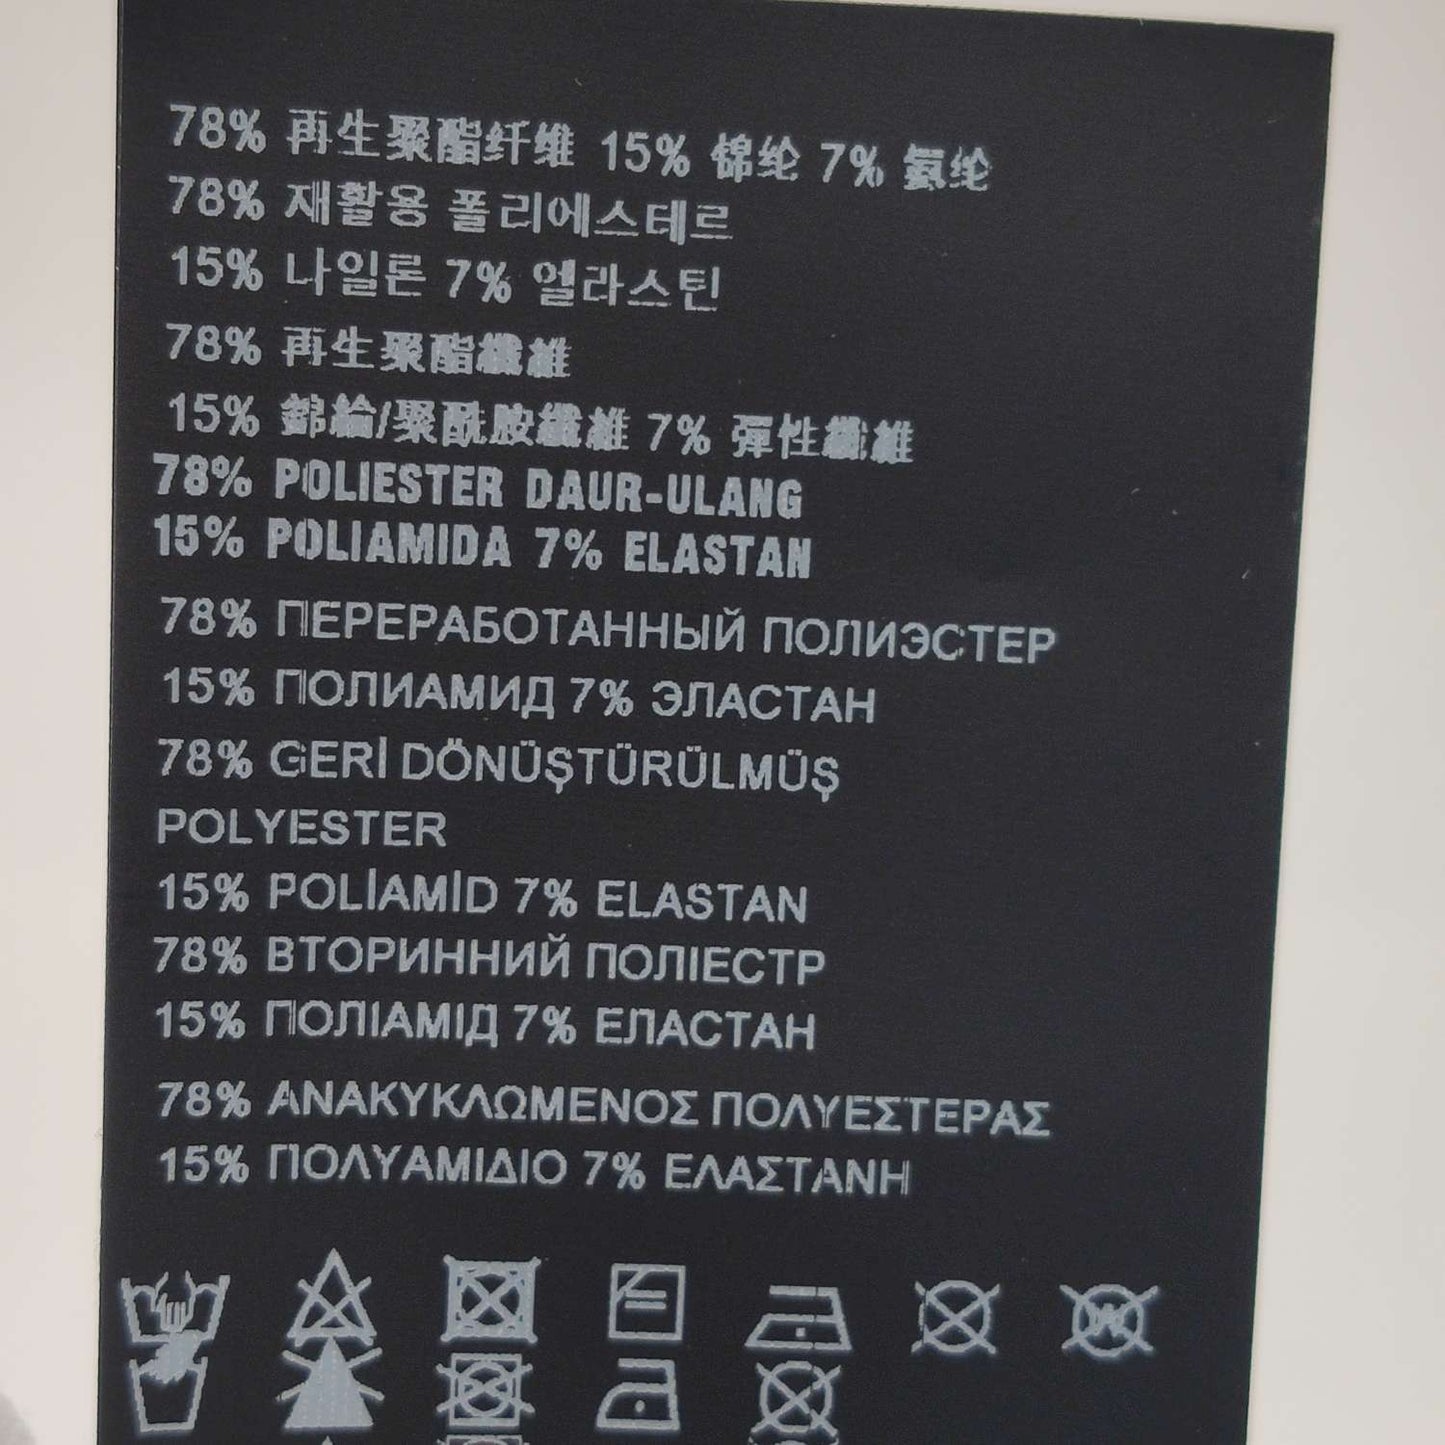 78% 再生聚酯纤维 15% 锦纶 7% 氨纶
78% 재활용 폴리에스테르
15% 나일론 7% 엘라스틴
78% 再生聚酯纖維
15% 錦綸/聚酰胺纖維 7% 彈性纖維
78% POLIESTER DAUR-ULANG
15% POLIAMIDA 7% ELASTAN
78% ПЕРЕРАБОТАННЫЙ ПОЛИЭСТЕР
15% ПОЛИАМИД 7% ЭЛАСТАН
78% GERİ DÖNÜŞTÜRÜLMÜŞ
POLYESTER
15% POLİAMİD 7% ELASTAN
78% ВТОРИННИЙ ПОЛІЕСТР
15% ПОЛІАМІД 7% ЕЛАСТАН
78% ΑΝΑΚΥΚΛΩΜΕΝΟΣ ΠΟΛΥΕΣΤΕΡΑΣ
15% ΠΟΛΥΑΜΙΔΙΟ 7% ΕΛΑΣΤΑΝΗ